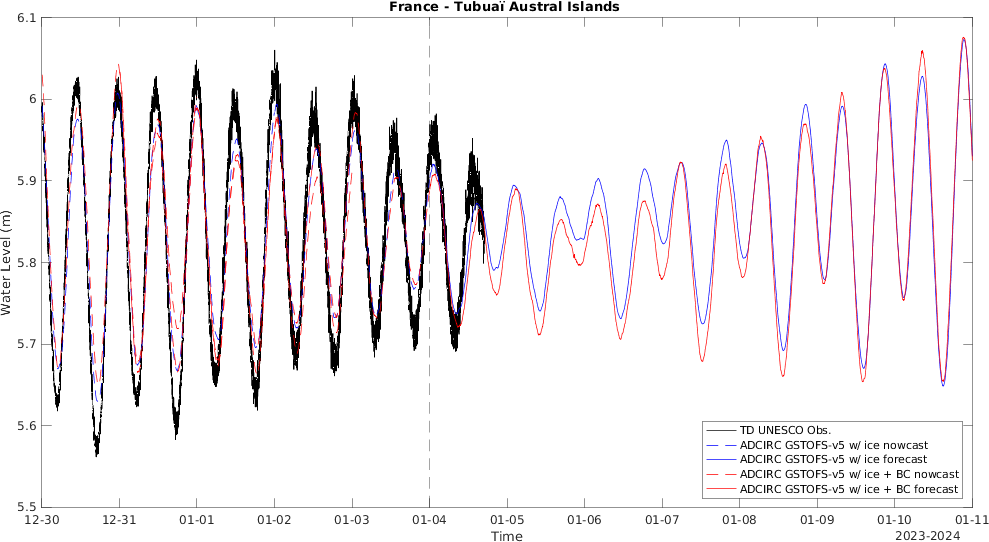 France - Tubuaï Austral Islands
6.1
6
5.9
5.8
5.7
5.6
5.5
Water Level (m)
TD UNESCO Obs.
ADCIRC GSTOFS-v5 w/ ice nowcast
ADCIRC GSTOFS-v5 w/ ice forecast
ADCIRC GSTOFS-v5 w/ ice + BC nowcast
ADCIRC GSTOFS-v5 w/ ice + BC forecast
12-30 12-31 01-01 01-02 01-03 01-04 01-05 01-06 01-07 01-08 01-09 01-10 01-11
Time
2023-2024